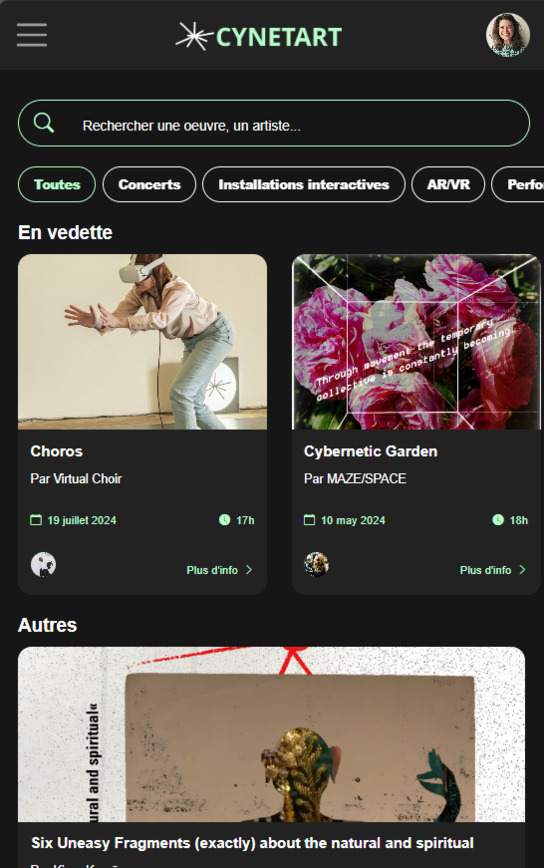 CYNETART
Rechercher une oeuvre, un artiste...
Toutes
Concerts
Installations interactives
AR/VR
Perfo
En vedette
Through movement the temporary
collective is constantly becoming.
Choros
Par Virtual Choir
19 juillet 2024
17h
Plus d'info
Cybernetic Garden
Par MAZE/SPACE
10 may 2024
18h
Plus d'info
Autres
ural and spiritual«
Six Uneasy Fragments (exactly) about the natural and spiritual